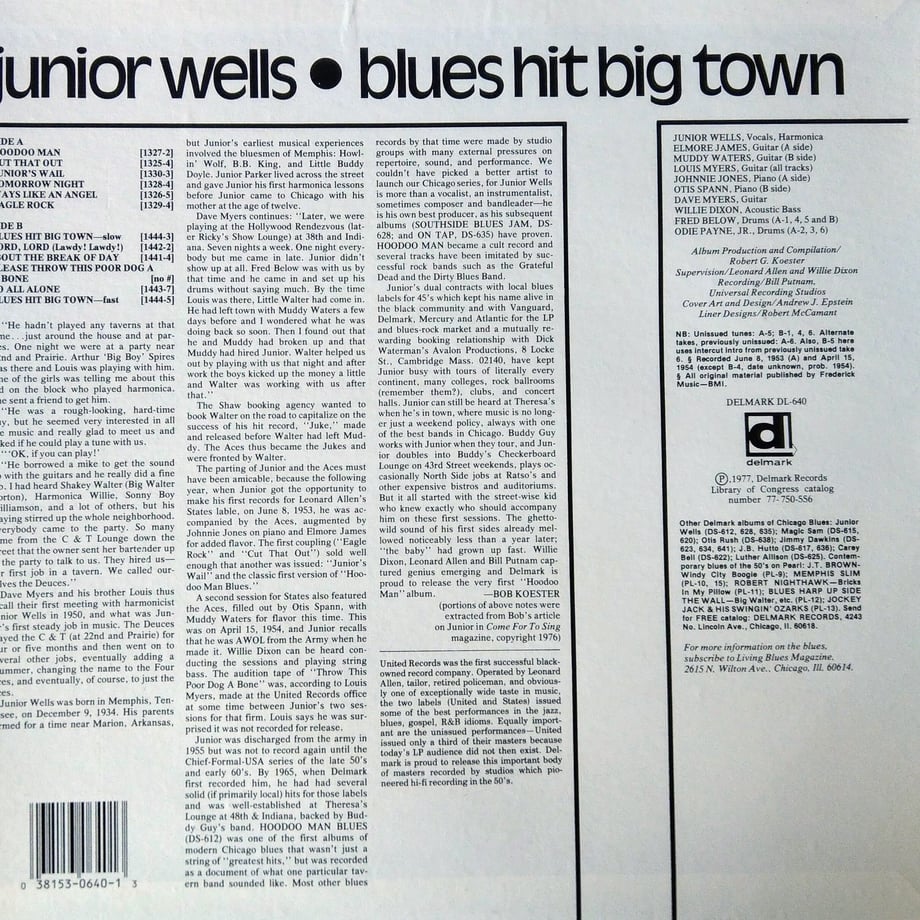 junior wells • blues hit big town
DE A
OODOO MAN [1327-2]
UT THAT OUT [1325-4]
UNIOR'S WAIL [1330-3]
OMORROW NIGHT [1328-4]
AYS LIKE AN ANGEL [1326-5]
AGLE ROCK [1329-4]
DE B
LUES HIT BIG TOWN—slow [1444-3]
ORD, LORD (Lawdy! Lawdy!) [1442-2]
BOUT THE BREAK OF DAY [1441-4]
LEASE THROW THIS POOR DOG A
BONE [no #]
O ALL ALONE [1443-7]
LUES HIT BIG TOWN—fast [1444-5]
"He hadn't played any taverns at that
me...just around the house and at par-
es. One night we were at a party near
2nd and Prairie. Arthur 'Big Boy' Spires
as there and Louis was playing with him.
ne of the girls was telling me about this
d on the block who played harmonica.
he sent a friend to get him.
"He was a rough-looking, hard-time
y, but he seemed very interested in all
e music and really glad to meet us and
ked if he could play a tune with us.
"'OK, if you can play!'
"He borrowed a mike to get the sound
with the guitars and he really did a fine
b. I had heard Shakey Walter (Big Walter
orton), Harmonica Willie, Sonny Boy
illiamson, and a lot of others, but his
aying stirred up the whole neighborhood.
verybody came to the party. So many
me from the C & T Lounge down the
reet that the owner sent her bartender up
the party to talk to us. They hired us—
r first job in a tavern. We called our-
lves the Deuces."
Dave Myers and his brother Louis thus
call their first meeting with harmonicist
nior Wells in 1950, and what was Jun-
r's first steady job in music. The Deuces
ayed the C & T (at 22nd and Prairie) for
ur or five months and then went on to
veral other jobs, eventually adding a
ummer, changing the name to the Four
ces, and eventually, of course, to just the
ces.
Junior Wells was born in Memphis, Ten-
see, on December 9, 1934. His parents
rmed for a time near Marion, Arkansas,
0 38153-0640-1 3
but Junior's earliest musical experiences
involved the bluesmen of Memphis: Howl-
in' Wolf, B.B. King, and Little Buddy
Doyle. Junior Parker lived across the street
and gave Junior his first harmonica lessons
before Junior came to Chicago with his
mother at the age of twelve.
Dave Myers continues: "Later, we were
playing at the Hollywood Rendezvous (lat-
er Ricky's Show Lounge) at 38th and Indi-
ana. Seven nights a week. One night every-
body but me came in late. Junior didn't
show up at all. Fred Below was with us by
that time and he came in and set up his
drums without saying much. By the time
Louis was there, Little Walter had come in.
He had left with Muddy Waters a few
days before and I wondered what he was
doing back so soon. Then I found out that
he and Muddy had broken up and that
Muddy had hired Junior. Walter helped us
out by playing with us that night and after
work the boys kicked up the money a little
and Walter was working with us after
that."
The Shaw booking agency wanted to
book Walter on the road to capitalize on the
success of his hit record, "Juke," made
and released before Walter had left Mud-
dy. The Aces thus became the Jukes and
were fronted by Walter.
The parting of Junior and the Aces must
have been amicable, because the following
year, when Junior got the opportunity to
make his first records for Leonard Allen's
States lable, on June 8, 1953, he was ac-
companied by the Aces, augmented by
Johnnie Jones on piano and Elmore James
for added flavor. The first coupling ("Eagle
Rock" and "Cut That Out") sold well
enough that another was issued: "Junior's
Wail" and the classic first version of "Hoo-
doo Man Blues."
A second session for States also featured
the Aces, filled out by Otis Spann, with
Muddy Waters for flavor this time. This
was on April 15, 1954, and Junior recalls
that he was AWOL from the Army when he
made it. Willie Dixon can be heard con-
ducting the sessions and playing string
bass. The audition tape of "Throw This
Poor Dog A Bone" was, according to Louis
Myers, made at the United Records office
at some time between Junior's two ses-
sions for that firm. Louis says he was sur-
prised it was not recorded for release.
Junior was discharged from the army in
1955 but was not to record again until the
Chief-Formal-USA series of the late 50's
and early 60's. By 1965, when Delmark
first recorded him, he had had several
solid (if primarily local) hits for those labels
and was well-established at Theresa's
Lounge at 48th & Indiana, backed by Bud-
dy Guy's band. HOODOO MAN BLUES
(DS-612) was one of the first albums of
modern Chicago blues that wasn't just a
string of "greatest hits," but was recorded
as a document of what one particular tav-
ern band sounded like. Most other blues
records by that time were made by studio
groups with many external pressures on
repertoire, sound, and performance. We
couldn't have picked a better artist to
launch our Chicago series, for Junior Wells
is more than a vocalist, an instrumentalist,
sometimes composer and bandleader—he
is his own best producer, as his subsequent
albums (SOUTHSIDE BLUES JAM, DS-
628; and ON TAP, DS-635) have proven.
HOODOO MAN became a cult record and
several tracks have been imitated by suc-
cessful rock bands such as the Grateful
Dead and the Dirty Blues Band.
Junior's dual contracts with local blues
labels for 45's which kept his name alive in
the black community and with Vanguard,
Delmark, Mercury and Atlantic for the LP
and blues-rock market and a mutually re-
warding booking relationship with Dick
Waterman's Avalon Productions, 8 Locke
St., Cambridge Mass. 02140, have kept
Junior busy with tours of literally every
continent, many colleges, rock ballrooms
(remember them?), clubs, and concert
halls. Junior can still be heard at Theresa's
when he's in town, where music is no long-
er just a weekend policy, always with one
of the best bands in Chicago. Buddy Guy
works with Junior when they tour, and Jun-
ior doubles into Buddy's Checkerboard
Lounge on 43rd Street weekends, plays oc-
casionally North Side jobs at Ratso's and
other expensive bistros and auditoriums.
But it all started with the street-wise kid
who knew exactly who should accompany
him on these first sessions. The ghetto-
wild sound of his first sides already mel-
lowed noticeably less than a year later;
"the baby" had grown up fast. Willie
Dixon, Leonard Allen and Bill Putnam cap-
tured genius emerging and Delmark is
proud to release the very first "Hoodoo
Man" album. —BOB KOESTER
(portions of above notes were
extracted from Bob's article
on Junior in Come For To Sing
magazine, copyright 1976)
United Records was the first successful black-
owned record company. Operated by Leonard
Allen, tailor, retired policeman, and obvious-
ly one of exceptionally wide taste in music,
the two labels (United and States) issued
some of the best performances in the jazz,
blues, gospel, R&B idioms. Equally import-
ant are the unissued performances—United
issued only a third of their masters because
today's LP audience did not then exist. Del-
mark is proud to release this important body
of masters recorded by studios which pio-
neered hi-fi recording in the 50's.
JUNIOR WELLS, Vocals, Harmonica
ELMORE JAMES, Guitar (A side)
MUDDY WATERS, Guitar (B side)
LOUIS MYERS, Guitar (all tracks)
JOHNNIE JONES, Piano (A side)
OTIS SPANN, Piano (B side)
DAVE MYERS, Guitar
WILLIE DIXON, Acoustic Bass
FRED BELOW, Drums (A-1, 4, 5 and B)
ODIE PAYNE, JR., Drums (A-2, 3, 6)
Album Production and Compilation/
Robert G. Koester
Supervision/Leonard Allen and Willie Dixon
Recording/Bill Putnam,
Universal Recording Studios
Cover Art and Design/Andrew J. Epstein
Liner Designs/Robert McCamant
NB: Unissued tunes: A-5; B-1, 4, 6. Alternate
takes, previously unissued: A-6. Also, B-5 here
uses intercut intro from previously unissued take
6. § Recorded June 8, 1953 (A) and April 15,
1954 (except B-4, date unknown, prob. 1954).
§ All original material published by Frederick
Music—BMI.
DELMARK DL-640
d
delmark
Ⓟ,1977, Delmark Records
Library of Congress catalog
number 77-750-556
Other Delmark albums of Chicago Blues: Junior
Wells (DS-612, 628, 635); Magic Sam (DS-615,
620); Otis Rush (DS-638); Jimmy Dawkins (DS-
623, 634, 641); J.B. Hutto (DS-617, 636); Carey
Bell (DS-622); Luther Allison (DS-625). Contem-
porary blues of the 50's on Pearl: J.T. BROWN-
Windy City Boogie (PL-9); MEMPHIS SLIM
(PL-10, 15); ROBERT NIGHTHAWK—Bricks
In My Pillow (PL-11); BLUES HARP UP SIDE
THE WALL—Big Walter, etc. (PL-12); JOCKEY
JACK & HIS SWINGIN' OZARKS (PL-13). Send
for FREE catalog: DELMARK RECORDS, 4243
No. Lincoln Ave., Chicago, Il. 60618.
For more information on the blues,
subscribe to Living Blues Magazine.
2615 N. Wilton Ave., Chicago, Ill. 60614.